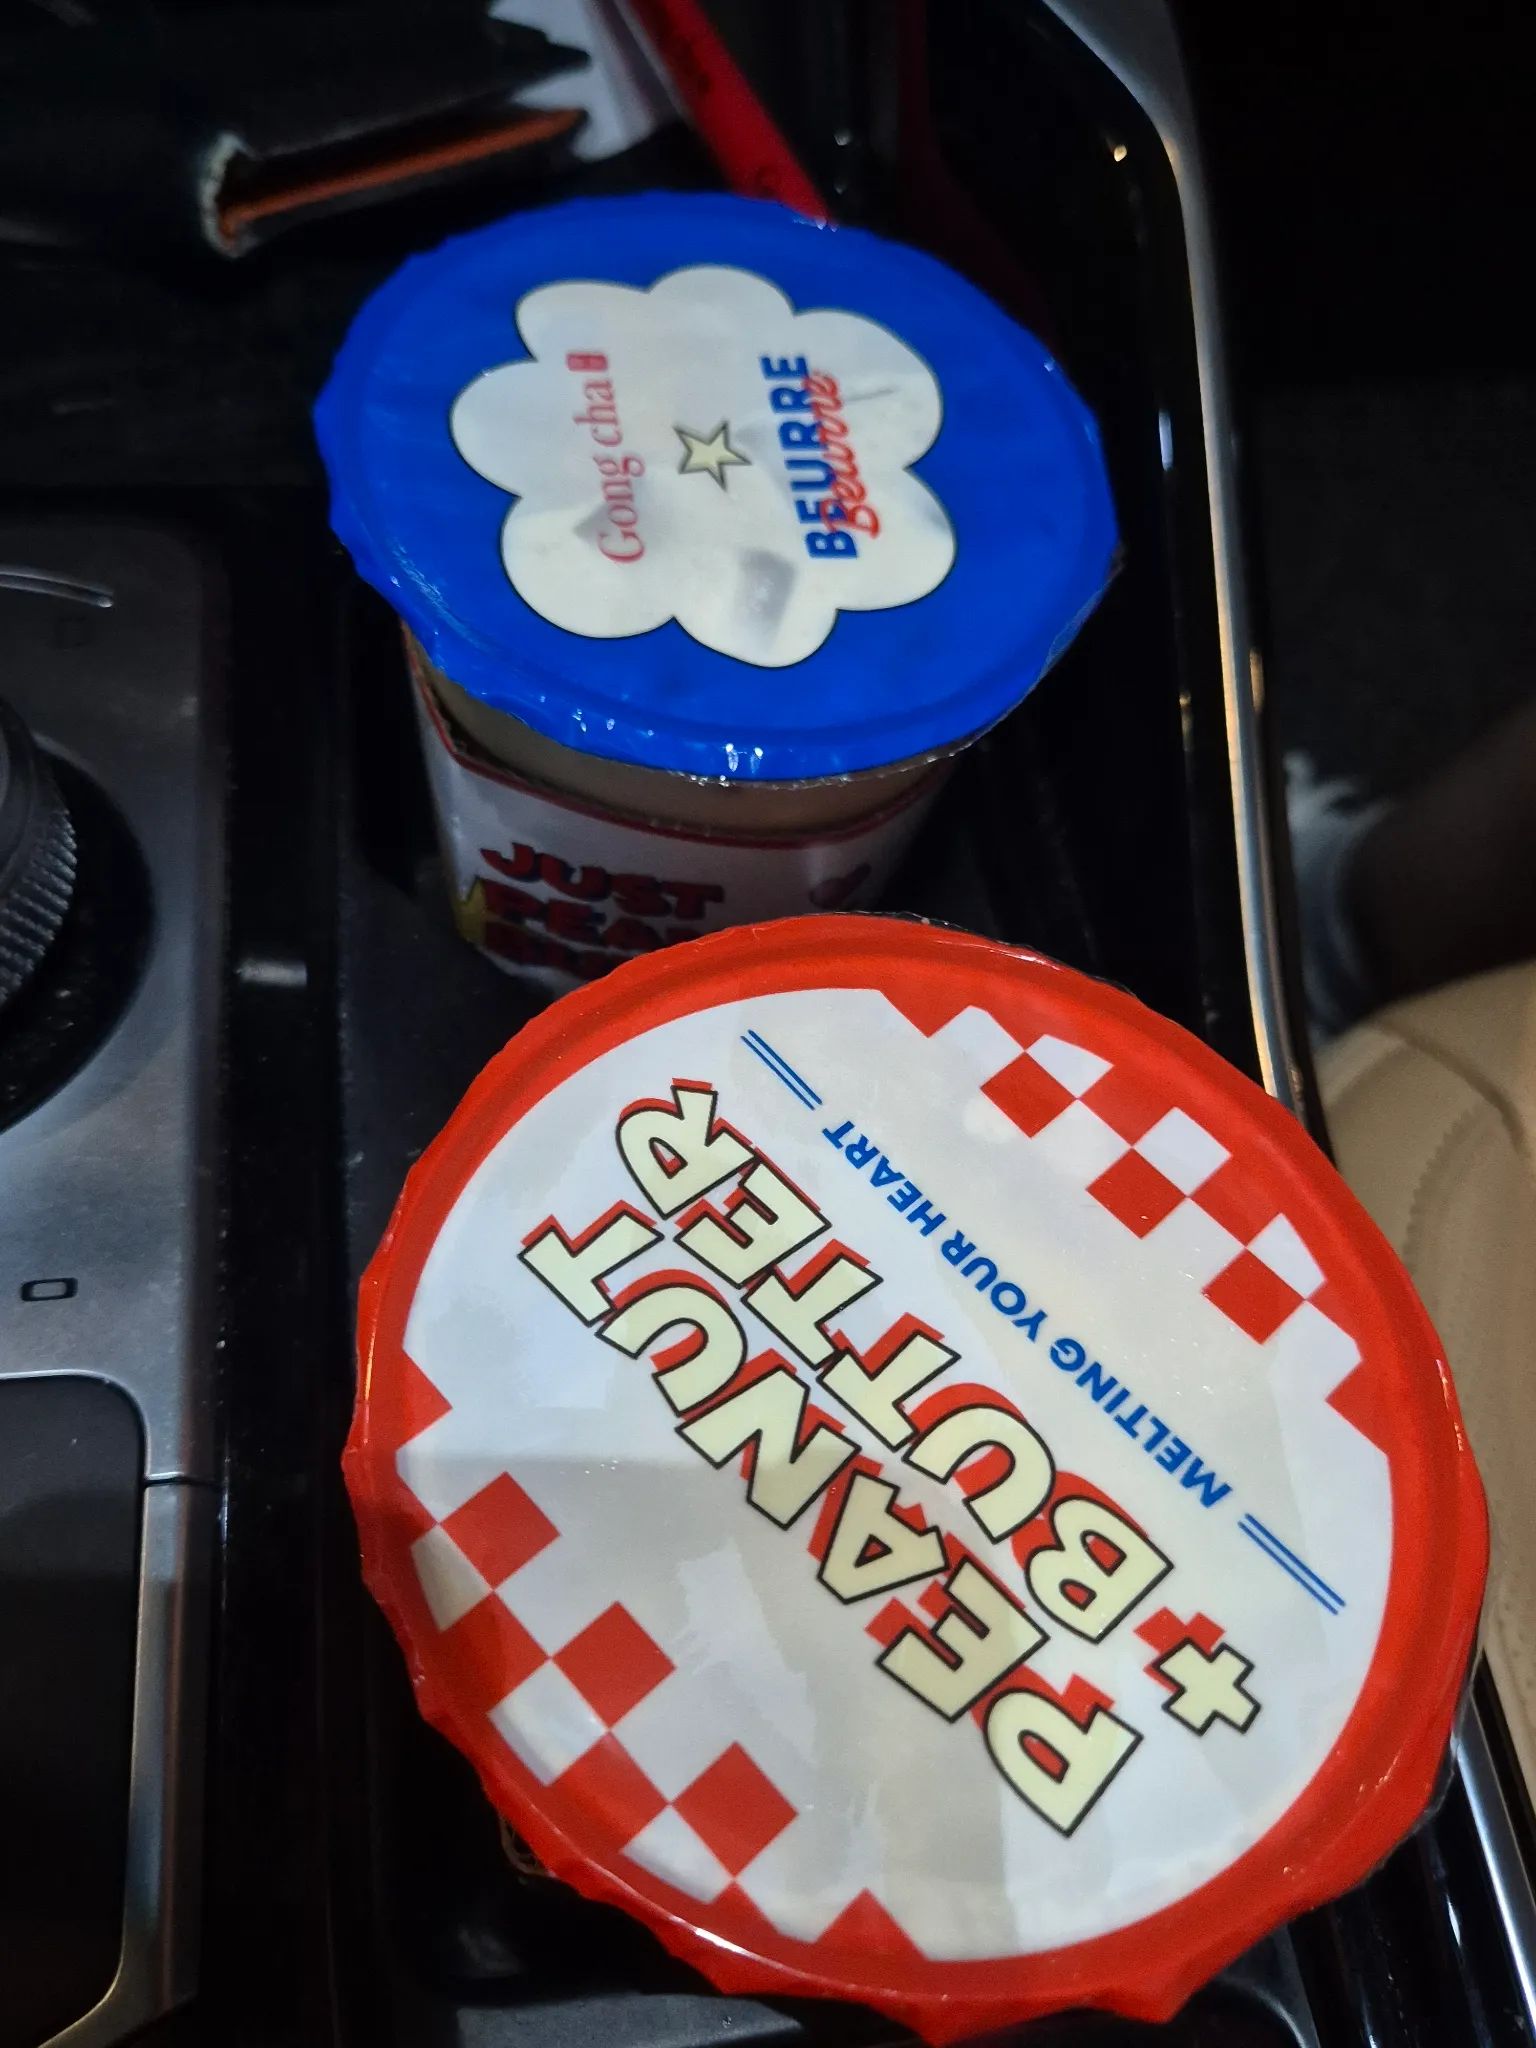 Gong cha
BEURRE
Beurre
JUST
PEANUT
+ BUTTER
MELTING YOUR HEART